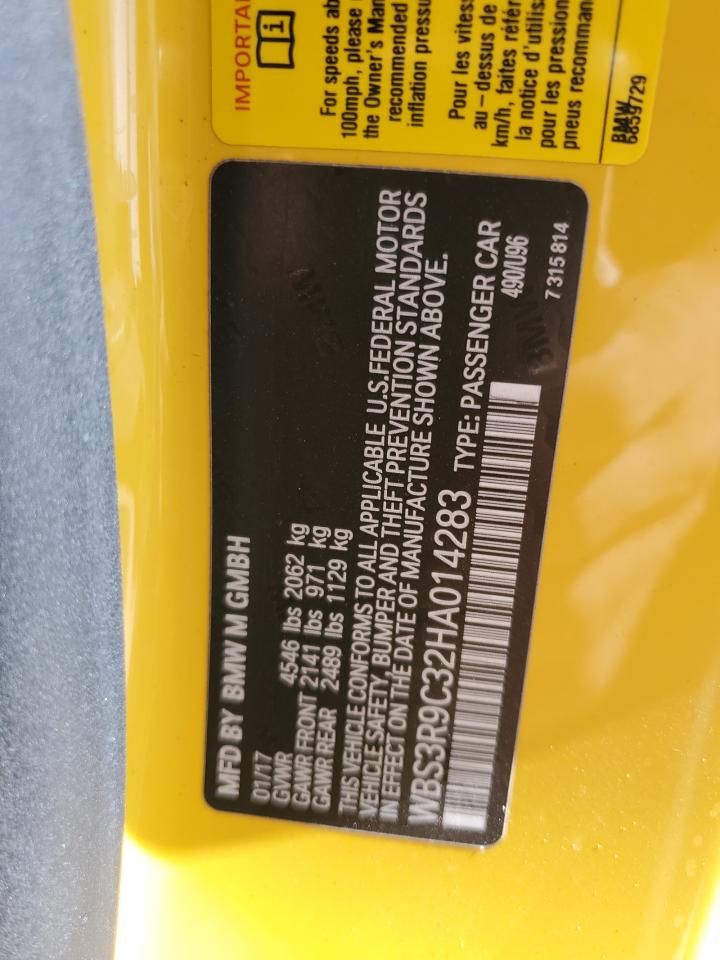 IMPORTA
For speeds ab
100mph, please
the Owner's Man
recommended
inflation pressu
Pour les vitess
au-dessus de
km/h, faites référ
la notice d'utilisa
pour les pression
pneus recomman
BMW
6859729
MFD BY BMW M GMBH
01/17
GVWR 4546 lbs 2062 kg
GAWR FRONT 2141 lbs 971 kg
GAWR REAR 2489 lbs 1129 kg
THIS VEHICLE CONFORMS TO ALL APPLICABLE U.S.FEDERAL MOTOR
VEHICLE SAFETY, BUMPER AND THEFT PREVENTION STANDARDS
IN EFFECT ON THE DATE OF MANUFACTURE SHOWN ABOVE.
WBS3R9C32HA014283 TYPE: PASSENGER CAR
490/U96
7 315 814